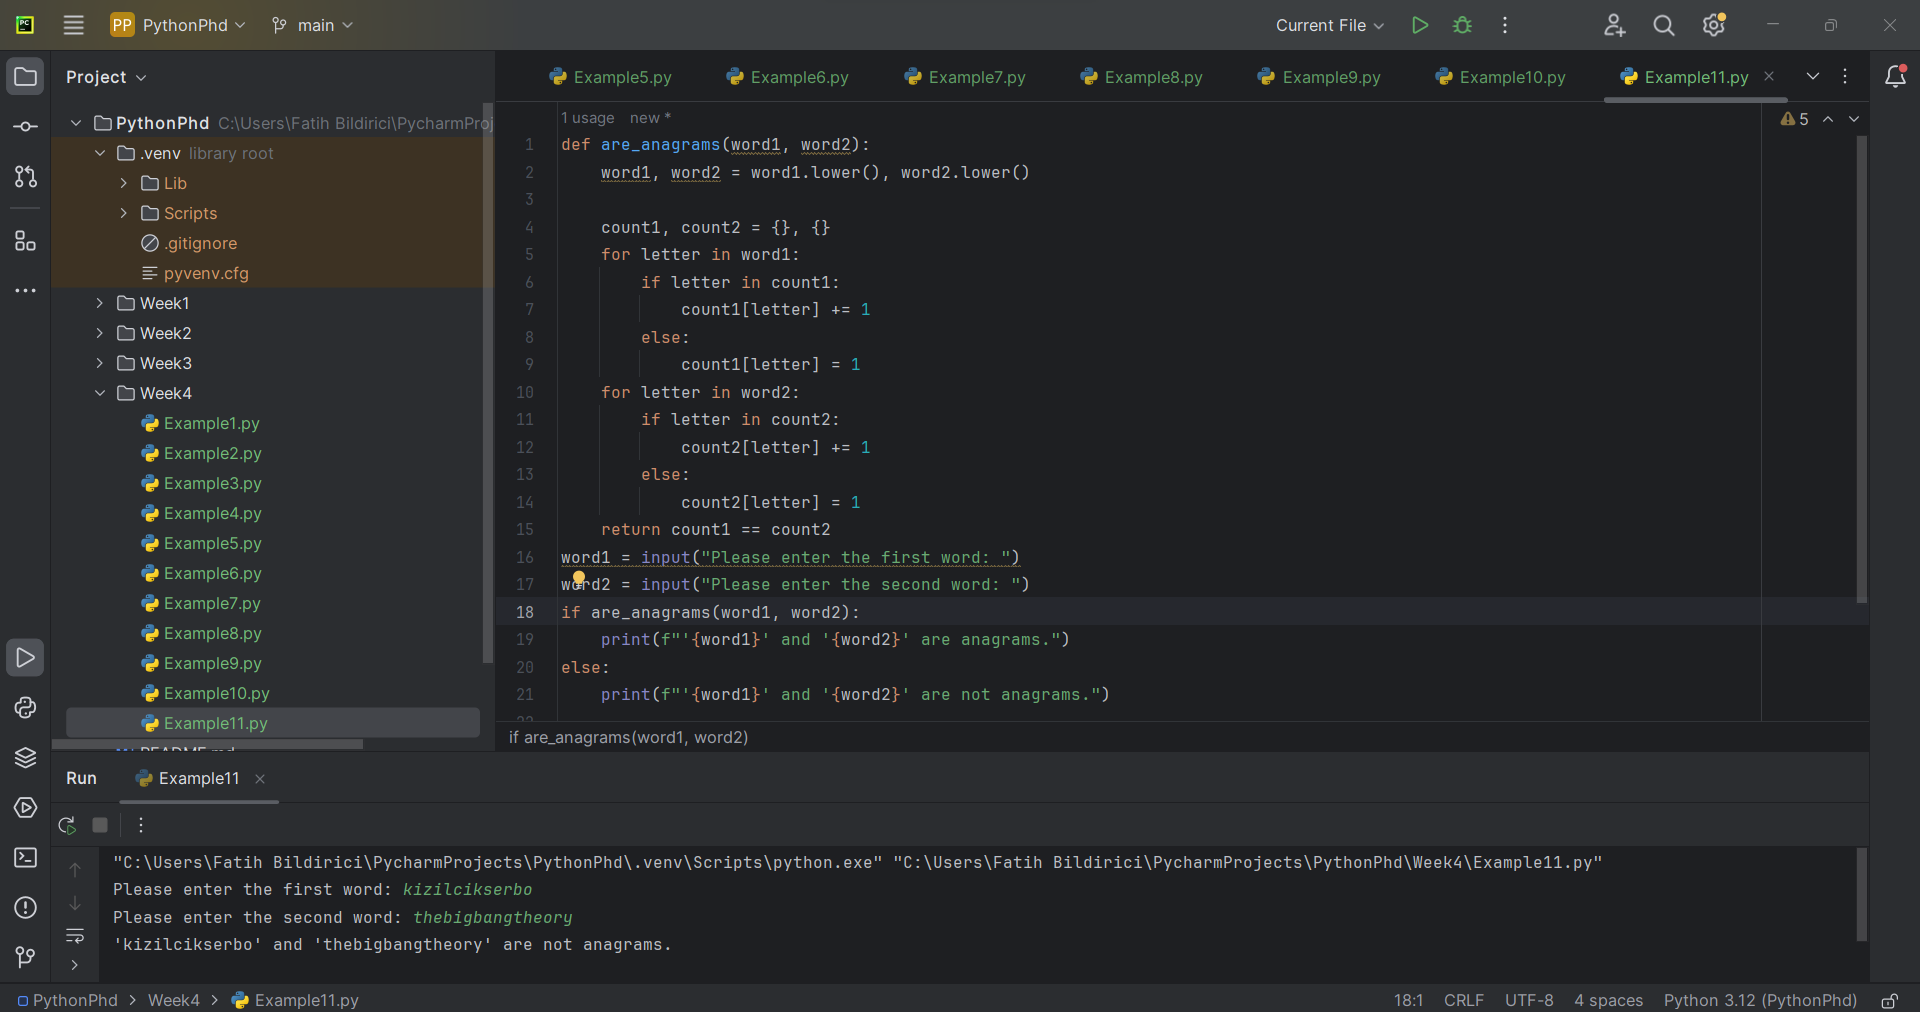 PC
PP PythonPhd main Current File
Project
Example5.py Example6.py Example7.py Example8.py Example9.py Example10.py Example11.py
PythonPhd C:\Users\Fatih Bildirici\PycharmProj
.venv library root
Lib
Scripts
.gitignore
pyvenv.cfg
Week1
Week2
Week3
Week4
Example1.py
Example2.py
Example3.py
Example4.py
Example5.py
Example6.py
Example7.py
Example8.py
Example9.py
Example10.py
Example11.py
README.md
1 usage new *
5
1 def are_anagrams(word1, word2):
2 word1, word2 = word1.lower(), word2.lower()
3
4 count1, count2 = {}, {}
5 for letter in word1:
6 if letter in count1:
7 count1[letter] += 1
8 else:
9 count1[letter] = 1
10 for letter in word2:
11 if letter in count2:
12 count2[letter] += 1
13 else:
14 count2[letter] = 1
15 return count1 == count2
16 word1 = input("Please enter the first word: ")
17 word2 = input("Please enter the second word: ")
18 if are_anagrams(word1, word2):
19 print(f"'{word1}' and '{word2}' are anagrams.")
20 else:
21 print(f"'{word1}' and '{word2}' are not anagrams.")
22
if are_anagrams(word1, word2)
Run Example11
"C:\Users\Fatih Bildirici\PycharmProjects\PythonPhd\.venv\Scripts\python.exe" "C:\Users\Fatih Bildirici\PycharmProjects\PythonPhd\Week4\Example11.py"
Please enter the first word: kizilcikserbo
Please enter the second word: thebigbangtheory
'kizilcikserbo' and 'thebigbangtheory' are not anagrams.
PythonPhd > Week4 > Example11.py 18:1 CRLF UTF-8 4 spaces Python 3.12 (PythonPhd)